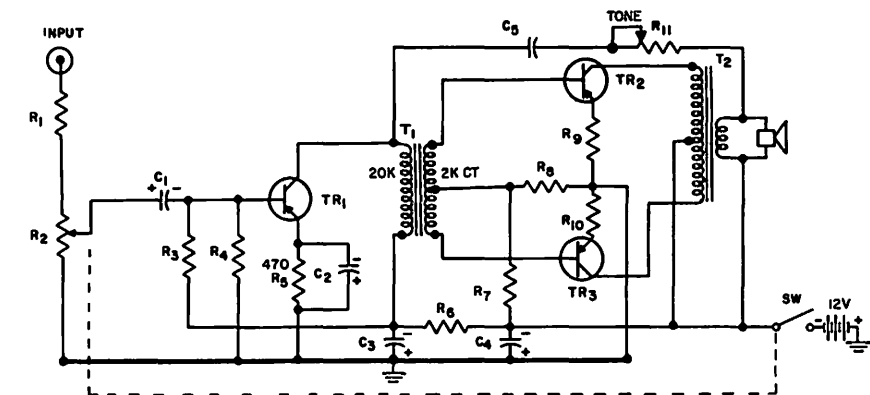 INPUT
R1
R2
C1
+ -
R3
R4
TR1
470
R5
C2
-
+
T1
20K
2K CT
C5
TONE
R11
TR2
T2
R9
R8
R10
TR3
R7
R6
C3
-
+
C4
-
+
SW
12V
- +